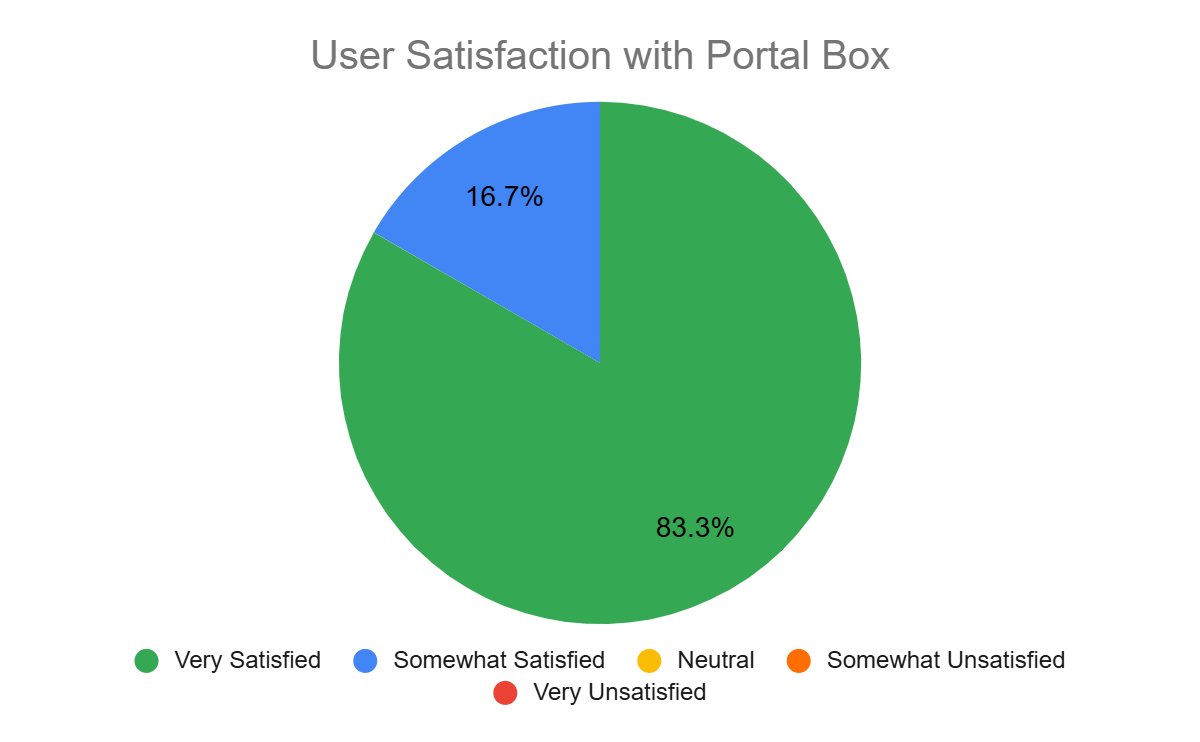 User Satisfaction with Portal Box
16.7%
83.3%
Very Satisfied
Somewhat Satisfied
Neutral
Somewhat Unsatisfied
Very Unsatisfied